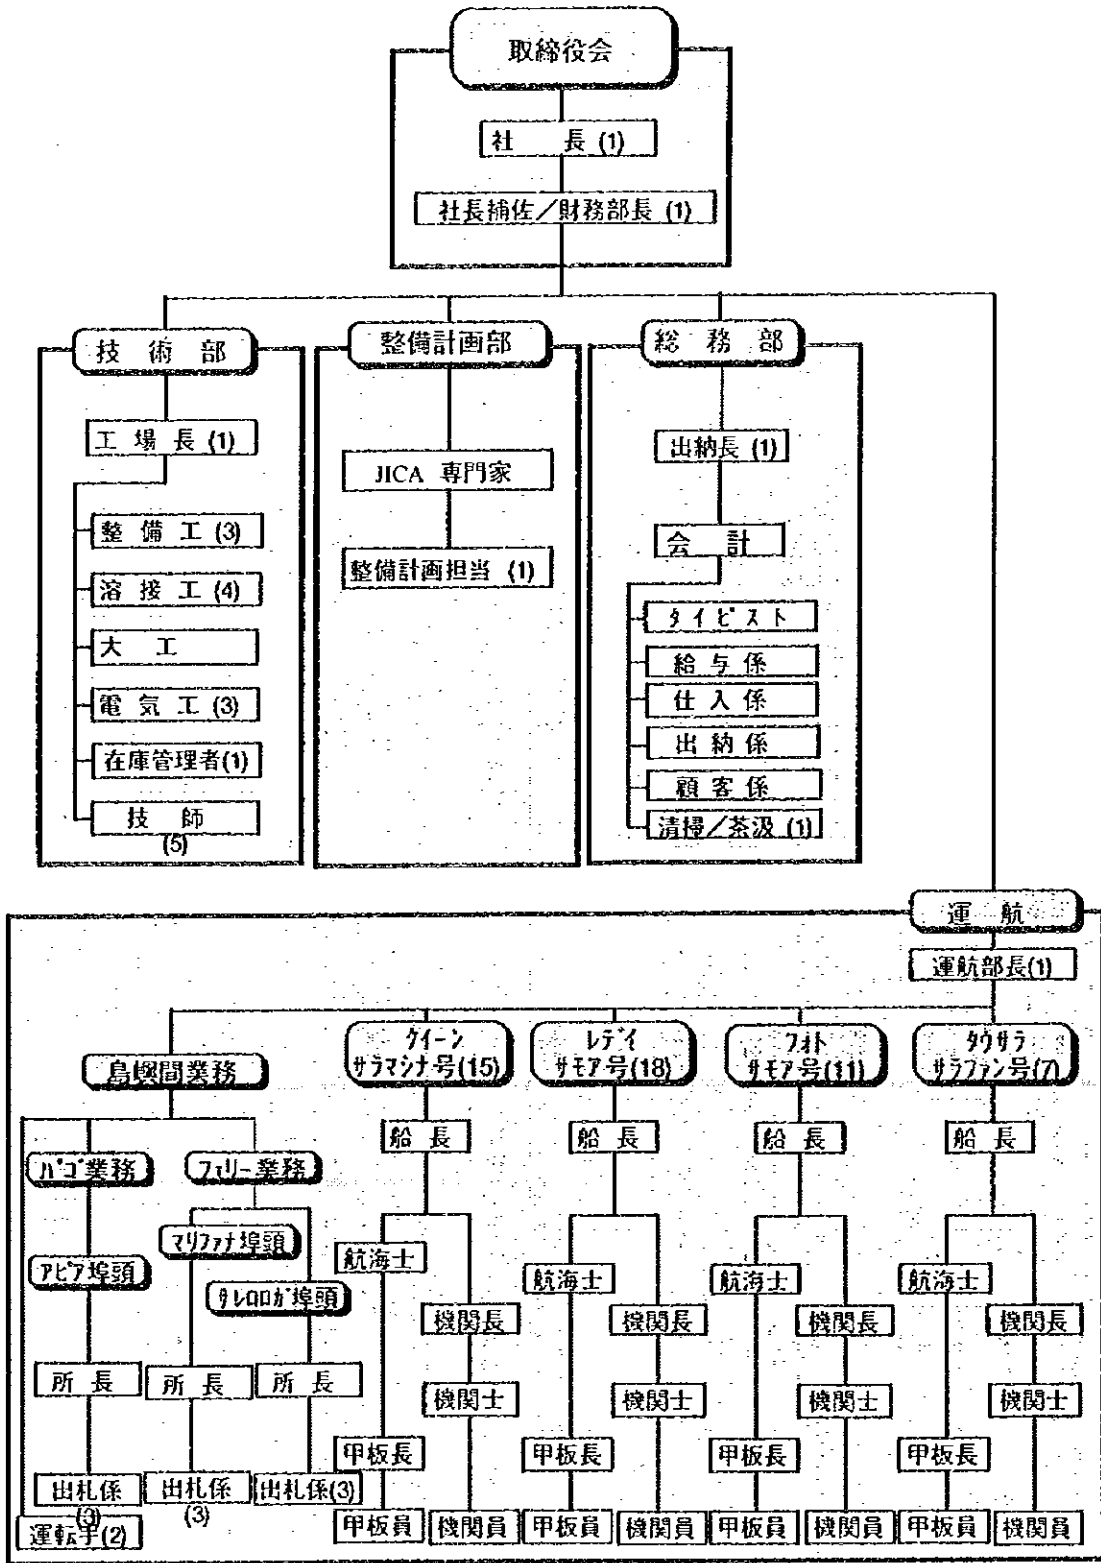 取締役会
社 長 (1)
社長補佐／財務部長 (1)
技 術 部
工 場 長 (1)
整 備 工 (3)
溶 接 工 (4)
大 工
電 気 工 (3)
在庫管理者(1)
技 師
(5)
整備計画部
JICA 専門家
整備計画担当 (1)
総 務 部
出納長 (1)
会 計
タイピスト
給 与 係
仕 入 係
出 納 係
顧 客 係
清掃／茶汲 (1)
運 航
運航部長(1)
島嶼間業務
パゴ業務
アピア埠頭
所 長
出札係
(3)
運転手(2)
フェリー業務
マリファナ埠頭
所 長
出札係
(3)
タレロロガ埠頭
所 長
出札係(3)
クイーン
サラマシナ号(15)
船 長
航海士
甲板長
甲板員
機関長
機関士
機関員
レディ
サモア号(18)
船 長
航海士
甲板長
甲板員
機関長
機関士
機関員
フォト
サモア号(11)
船 長
航海士
甲板長
甲板員
機関長
機関士
機関員
タウサラ
サラファン号(7)
船 長
航海士
甲板長
甲板員
機関長
機関士
機関員